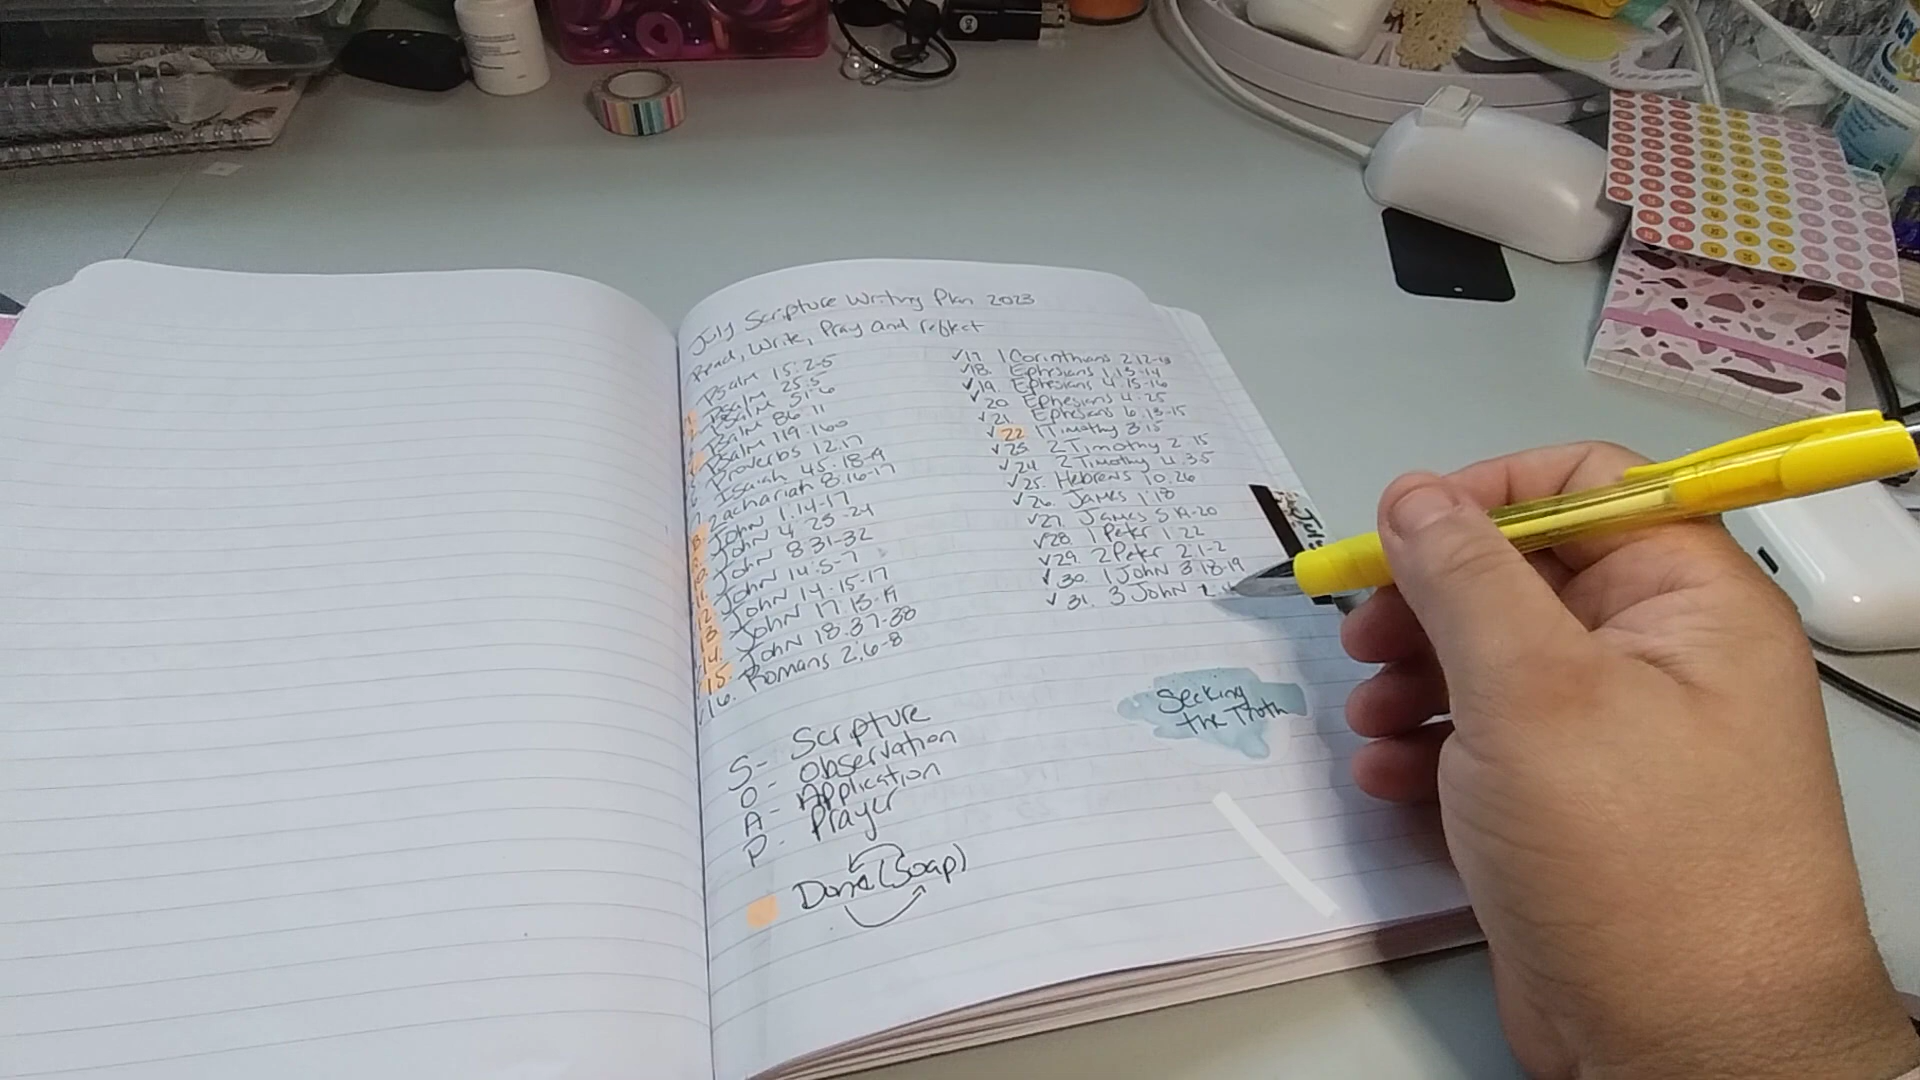 July Scripture Writing Plan 2023
Read, Write, Pray and reflect
Psalm 15:2-5
Psalm 25:5
Psalm 51:6
Psalm 86:11
Psalm 119:160
Proverbs 12:17
Isaiah 45:18-19
Zachariah 8:16-17
John 1:14-17
John 4:23-24
John 8:31-32
John 14:5-7
12. John 14:15-17
13. John 17:13-19
14. John 18:37-38
15. Romans 2:6-8
16.
✓17. 1 Corinthians 2:12-13
✓18. Ephesians 1:13-14
✓19. Ephesians 4:15-16
✓20. Ephesians 4:25
✓21. Ephesians 6:13-15
✓22 1 Timothy 3:15
✓23. 2 Timothy 2:15
✓24. 2 Timothy 4:3-5
✓25. Hebrews 10:26
✓26. James 1:18
✓27. James 5:19-20
✓28. 1 Peter 1:22
✓29. 2 Peter 2:1-2
✓30. 1 John 3:18-19
✓31. 3 John
Seeking
the Truth
S- Scripture
O- Observation
A- Application
P- Prayer
Done (Soap)
July